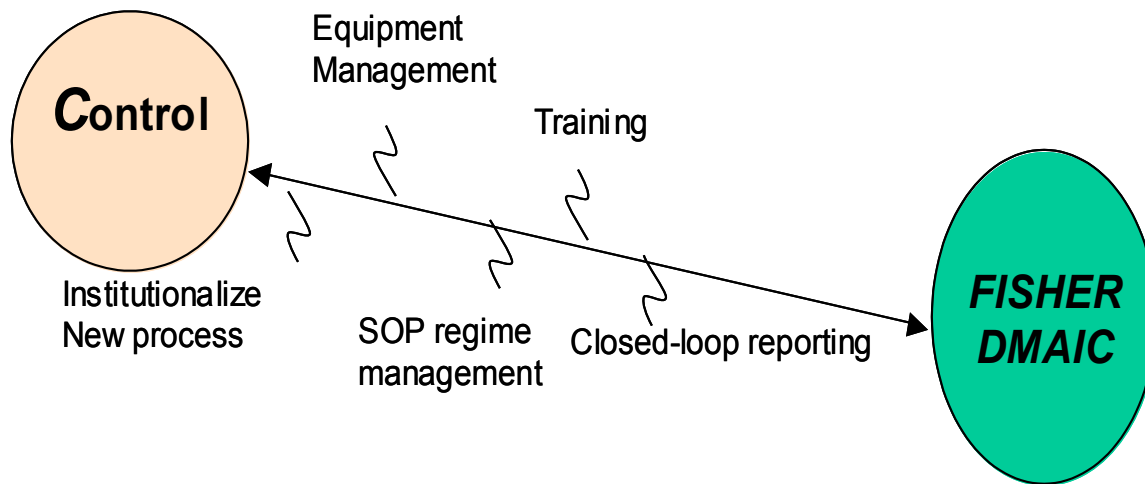 Equipment
Management
Control
Training
Institutionalize
New process
SOP regime
management
Closed-loop reporting
FISHER
DMAIC